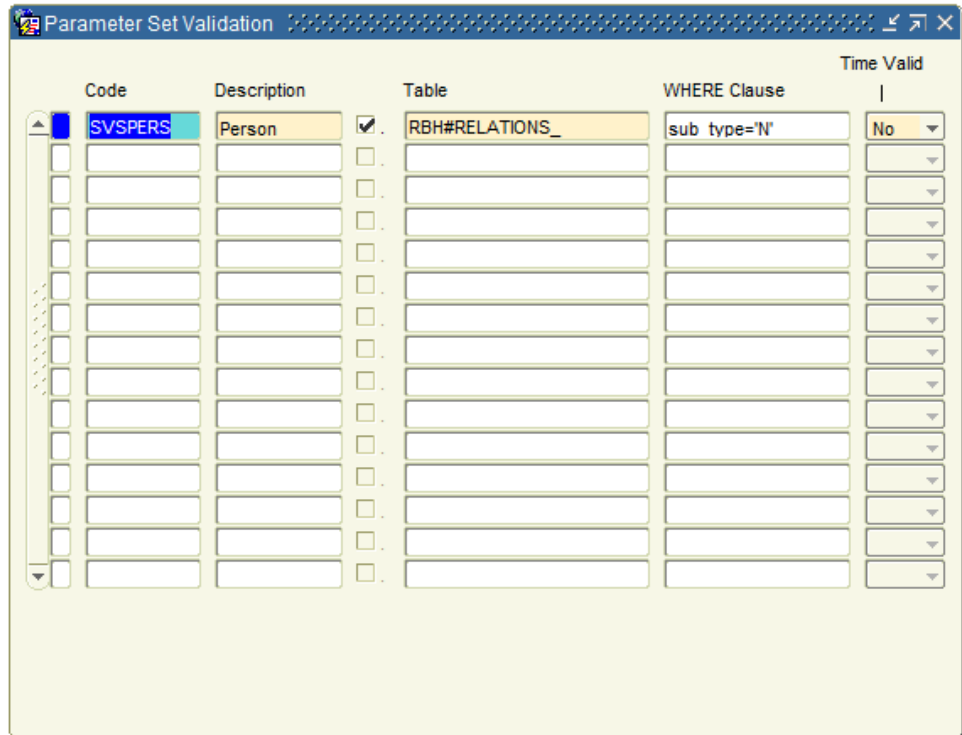 Parameter Set Validation
Time Valid
Code Description Table WHERE Clause
SVSPERS Person RBH#RELATIONS_ sub_type='N' No